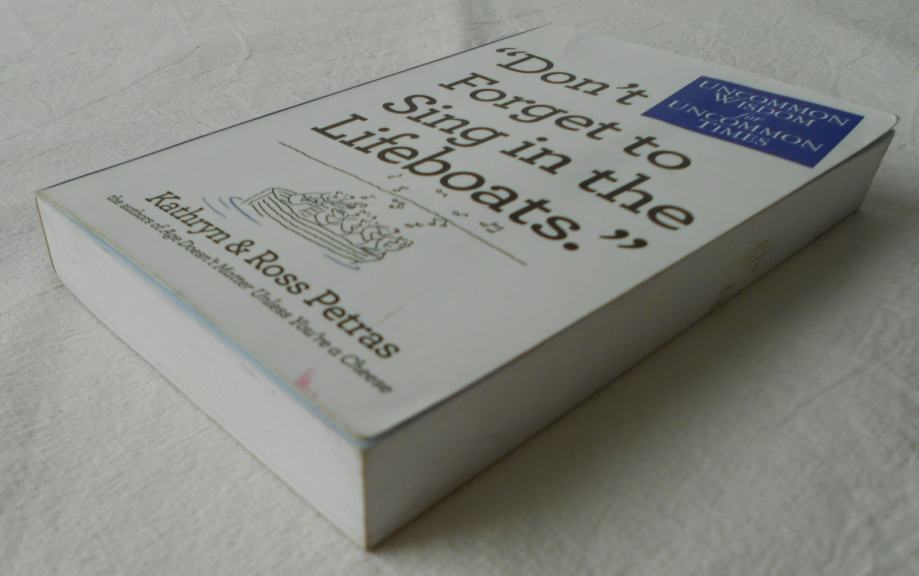 “Don't
Forget to
Sing in the
Lifeboats.”
UNCOMMON
WISDOM
for
UNCOMMON
TIMES
Kathryn & Ross Petras
the authors of Age Doesn't Matter Unless You're a Cheese